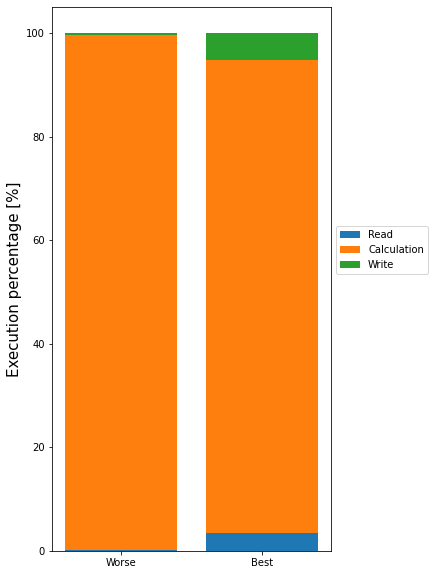 Execution percentage [%]
100
80
60
40
20
0
Worse
Best
Read
Calculation
Write